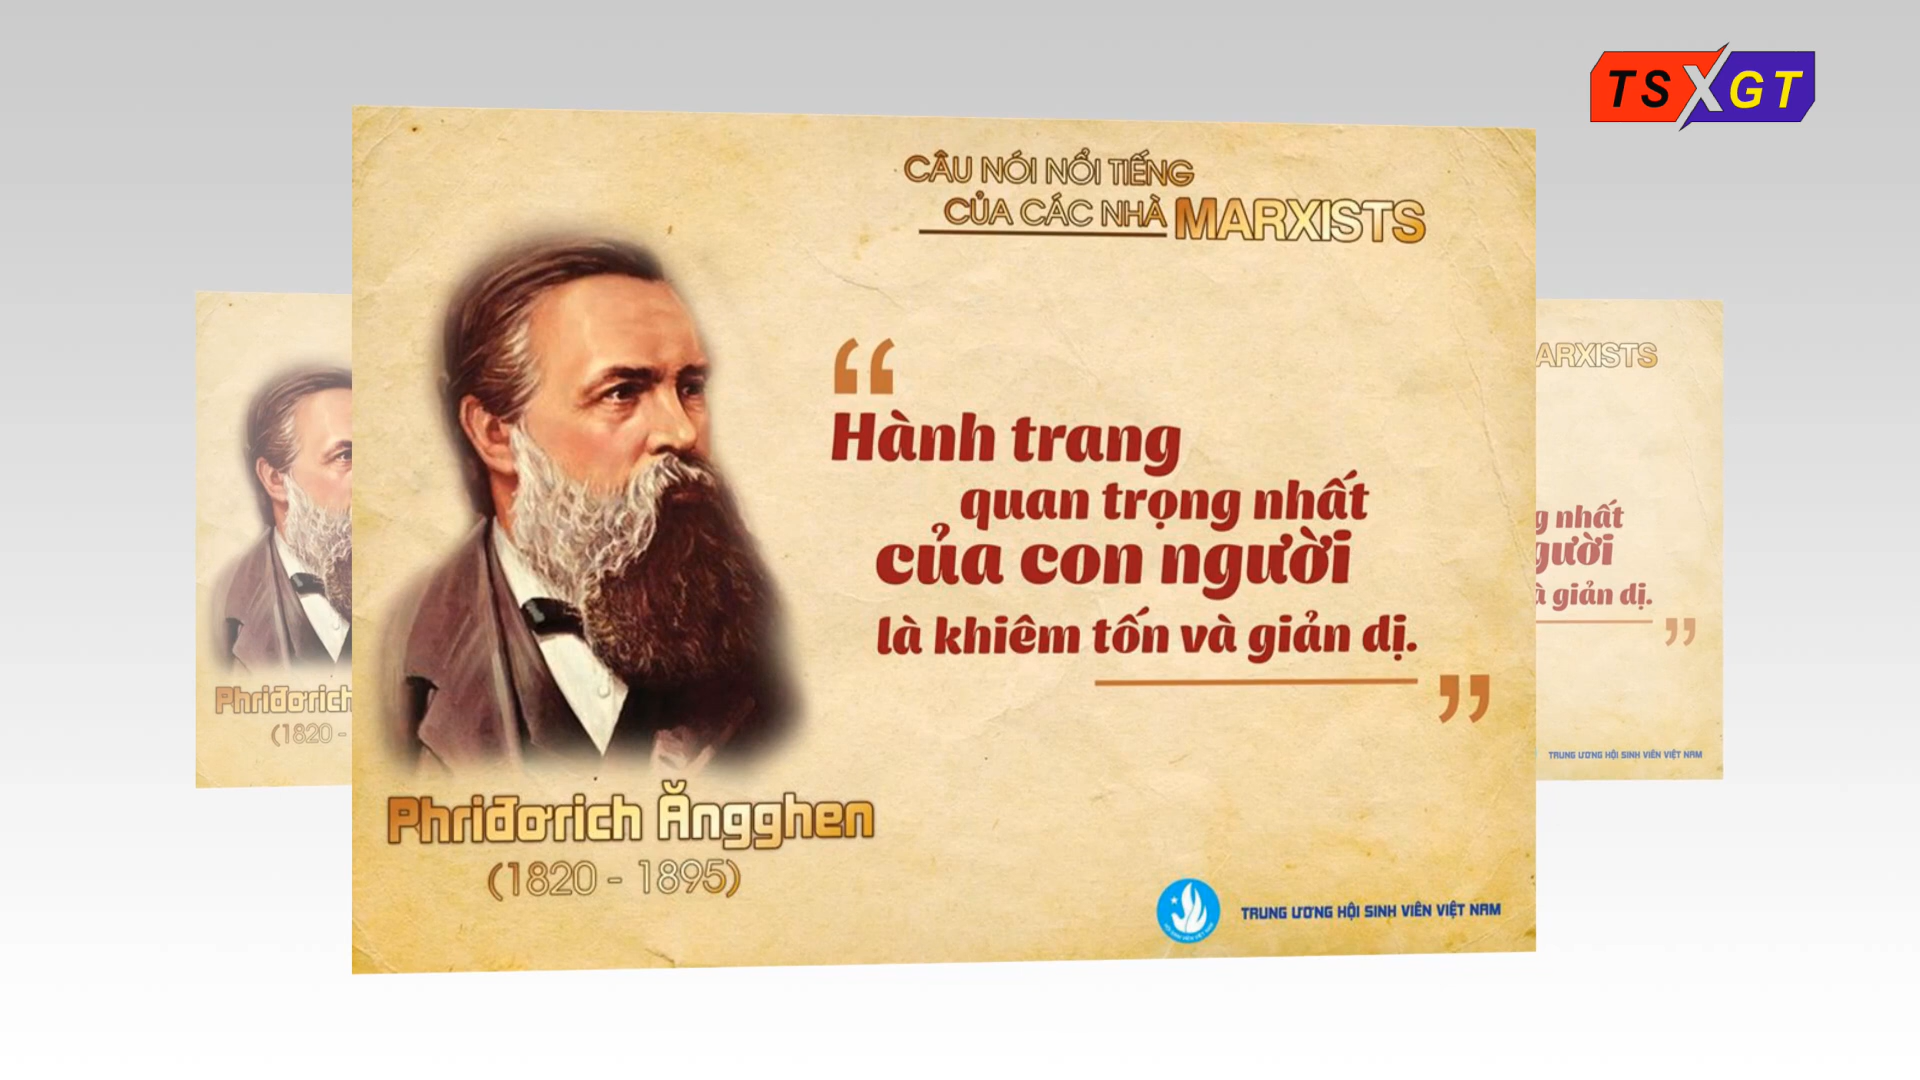 TSXGT
CÂU NÓI NỔI TIẾNG
CỦA CÁC NHÀ MARXISTS
“
Hành trang
quan trọng nhất
của con người
là khiêm tốn và giản dị.
”
Phriđơrich Ăngghen
(1820 - 1895)
TRUNG ƯƠNG HỘI SINH VIÊN VIỆT NAM
Phriđơrich
(1820 -
ARXISTS
g nhất
gười
à giản dị.
”
TRUNG ƯƠNG HỘI SINH VIÊN VIỆT NAM